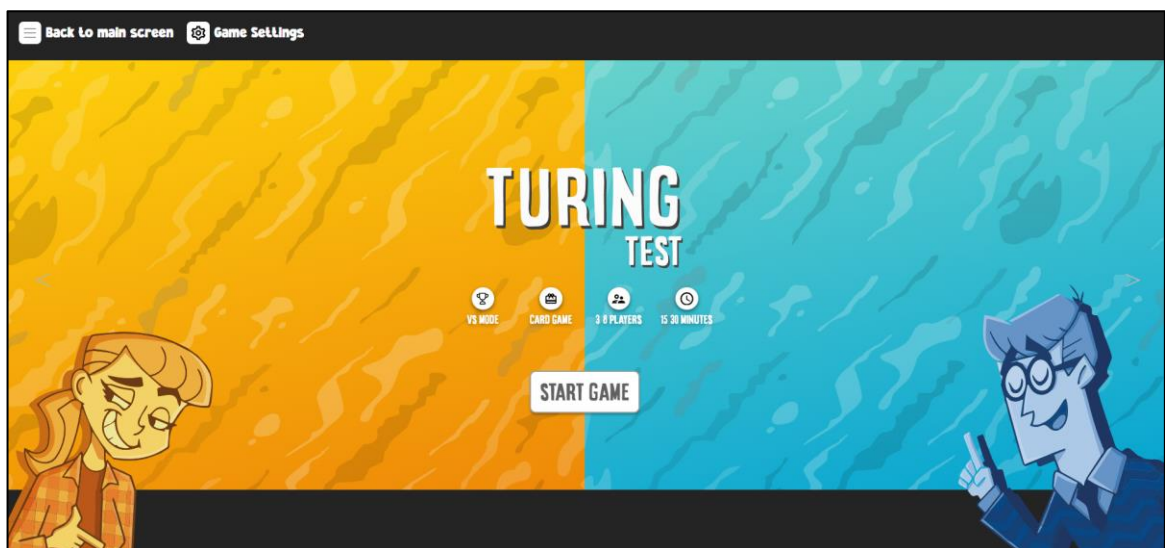 Back to main screen Game Settings
TURING
TEST
VS MODE CARD GAME 3 8 PLAYERS 15 30 MINUTES
START GAME